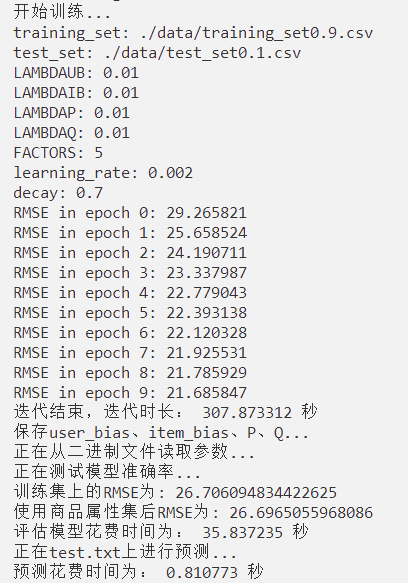 开始训练...
training_set: ./data/training_set0.9.csv
test_set: ./data/test_set0.1.csv
LAMBDAUB: 0.01
LAMBDAIB: 0.01
LAMBDAP: 0.01
LAMBDAQ: 0.01
FACTORS: 5
learning_rate: 0.002
decay: 0.7
RMSE in epoch 0: 29.265821
RMSE in epoch 1: 25.658524
RMSE in epoch 2: 24.190711
RMSE in epoch 3: 23.337987
RMSE in epoch 4: 22.779043
RMSE in epoch 5: 22.393138
RMSE in epoch 6: 22.120328
RMSE in epoch 7: 21.925531
RMSE in epoch 8: 21.785929
RMSE in epoch 9: 21.685847
迭代结束，迭代时长： 307.873312 秒
保存user_bias、item_bias、P、Q...
正在从二进制文件读取参数...
正在测试模型准确率...
训练集上的RMSE为: 26.706094834422625
使用商品属性集后RMSE为: 26.6965055968086
评估模型花费时间为： 35.837235 秒
正在test.txt上进行预测...
预测花费时间为： 0.810773 秒